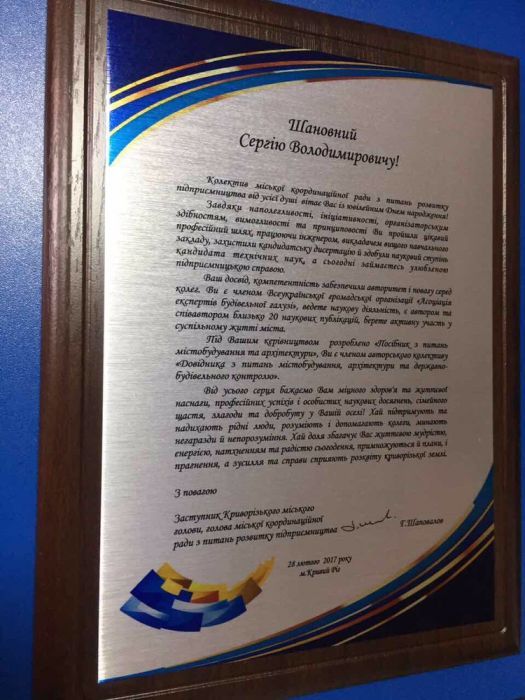 Шановний
Сергію Володимировичу!
Колектив міської координаційної ради з питань розвитку
підприємництва від усієї душі вітає Вас із ювілейним Днем народження!
Завдяки наполегливості, ініціативності, організаторським
здібностям, вимогливості та принциповості Ви пройшли цікавий
професійний шлях, працюючи інженером, викладачем вищого навчального
закладу, захистили кандидатську дисертацію й здобули науковий ступінь
кандидата технічних наук, а сьогодні займаєтесь улюбленою
підприємницькою справою.
Ваш досвід, компетентність забезпечили авторитет і повагу серед
колег. Ви є членом Всеукраїнської громадської організації «Асоціація
експертів будівельної галузі», ведете наукову діяльність, є автором та
співавтором близько 20 наукових публікацій, берете активну участь у
суспільному житті міста.
Під Вашим керівництвом розроблено «Посібник з питань
містобудування та архітектури», Ви є членом авторського колективу
«Довідника з питань містобудування, архітектури та державно-
будівельного контролю».
Від усього серця бажаємо Вам міцного здоров'я та життєвої
наснаги, професійних успіхів і особистих наукових досягнень, сімейного
щастя, злагоди та добробуту у Вашій оселі! Хай підтримують та
надихають рідні люди, розуміють і допомагають колеги, минають
негаразди й непорозуміння. Хай доля збагачує Вас життєвою мудрістю,
енергією, натхненням та радістю сьогодення, примножуються й плани, і
прагнення, а зусилля та справи сприяють розквіту криворізької землі.
З повагою
Заступник Криворізького міського
голови, голова міської координаційної
ради з питань розвитку підприємництва Г.Шаповалов
28 лютого 2017 року
м.Кривий Ріг